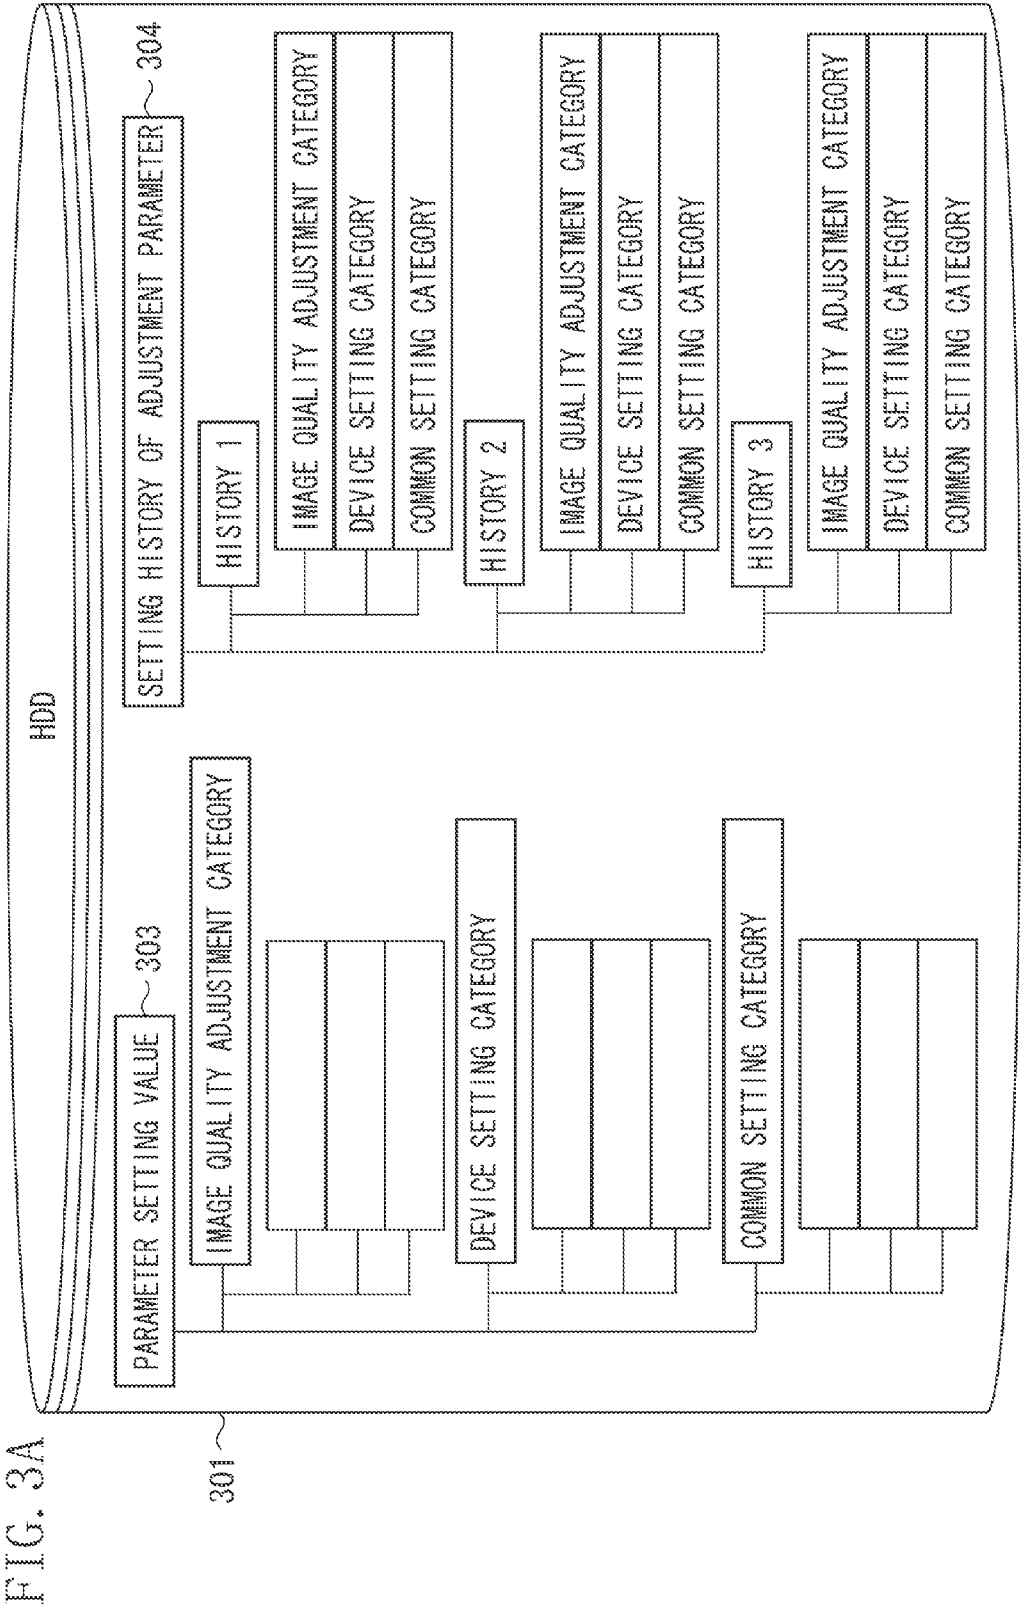 FIG. 3A
301
HDD
PARAMETER SETTING VALUE
303
IMAGE QUALITY ADJUSTMENT CATEGORY
DEVICE SETTING CATEGORY
COMMON SETTING CATEGORY
SETTING HISTORY OF ADJUSTMENT PARAMETER
304
HISTORY 1
IMAGE QUALITY ADJUSTMENT CATEGORY
DEVICE SETTING CATEGORY
COMMON SETTING CATEGORY
HISTORY 2
IMAGE QUALITY ADJUSTMENT CATEGORY
DEVICE SETTING CATEGORY
COMMON SETTING CATEGORY
HISTORY 3
IMAGE QUALITY ADJUSTMENT CATEGORY
DEVICE SETTING CATEGORY
COMMON SETTING CATEGORY